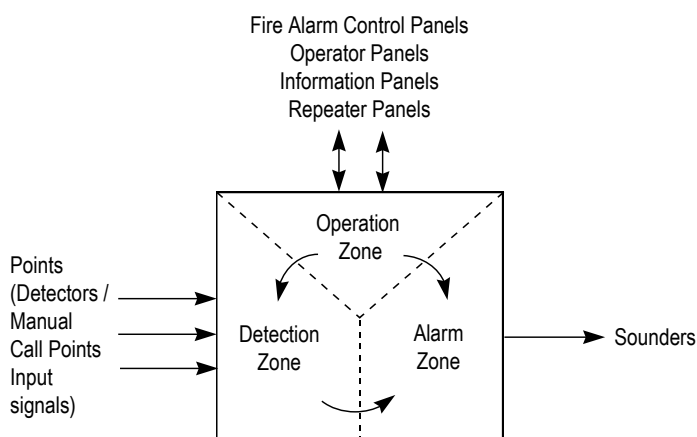 Fire Alarm Control Panels
Operator Panels
Information Panels
Repeater Panels
Operation
Zone
Points
(Detectors /
Manual
Call Points
Input
signals)
Detection
Zone
Alarm
Zone
Sounders